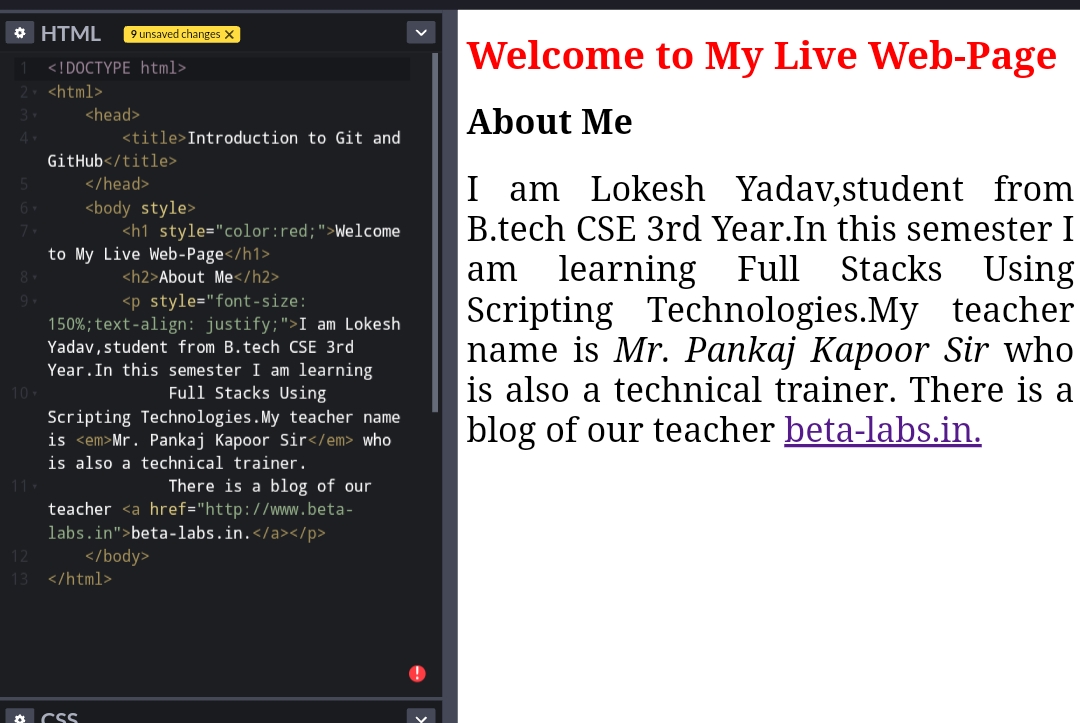 HTML
9 unsaved changes X
1 <!DOCTYPE html>
2 <html>
3 <head>
4 <title>Introduction to Git and
GitHub</title>
5 </head>
6 <body style>
7 <h1 style="color:red;">Welcome
to My Live Web-Page</h1>
8 <h2>About Me</h2>
9 <p style="font-size:
150%;text-align: justify;">I am Lokesh
Yadav,student from B.tech CSE 3rd
Year.In this semester I am learning
10 Full Stacks Using
Scripting Technologies.My teacher name
is <em>Mr. Pankaj Kapoor Sir</em> who
is also a technical trainer.
11 There is a blog of our
teacher <a href="http://www.beta-
labs.in">beta-labs.in.</a></p>
12 </body>
13 </html>
!
CSS
Welcome to My Live Web-Page
About Me
I am Lokesh Yadav,student from
B.tech CSE 3rd Year.In this semester I
am learning Full Stacks Using
Scripting Technologies.My teacher
name is Mr. Pankaj Kapoor Sir who
is also a technical trainer. There is a
blog of our teacher beta-labs.in.